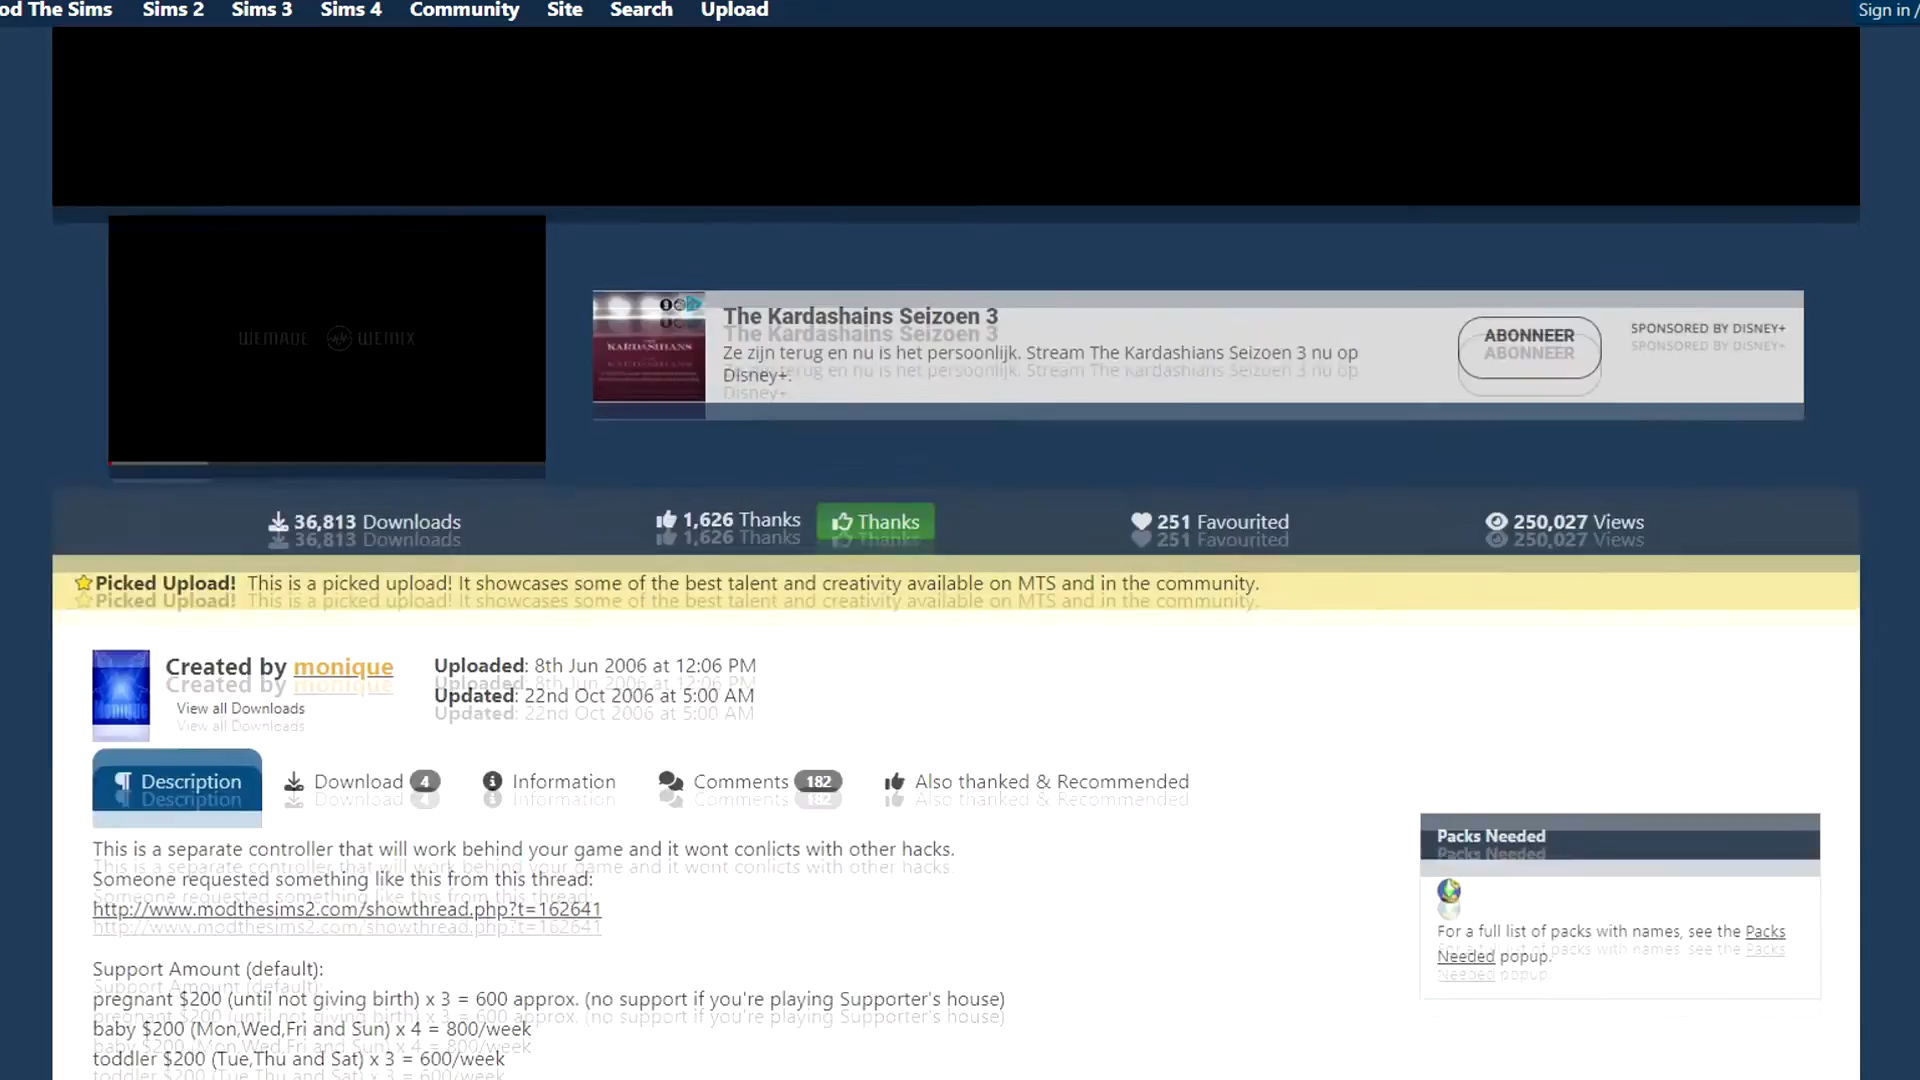 od The Sims Sims 2 Sims 3 Sims 4 Community Site Search Upload Sign in /
WEMADE WEMIX
KARDASHIANS
The Kardashains Seizoen 3
Ze zijn terug en nu is het persoonlijk. Stream The Kardashians Seizoen 3 nu op
Disney+.
ABONNEER
SPONSORED BY DISNEY+
36,813 Downloads 1,626 Thanks Thanks 251 Favourited 250,027 Views
Picked Upload! This is a picked upload! It showcases some of the best talent and creativity available on MTS and in the community.
Created by monique
View all Downloads
Uploaded: 8th Jun 2006 at 12:06 PM
Updated: 22nd Oct 2006 at 5:00 AM
Description Download 4 Information Comments 182 Also thanked & Recommended
This is a separate controller that will work behind your game and it wont conlicts with other hacks.
Someone requested something like this from this thread:
http://www.modthesims2.com/showthread.php?t=162641
Support Amount (default):
pregnant $200 (until not giving birth) x 3 = 600 approx. (no support if you're playing Supporter's house)
baby $200 (Mon,Wed,Fri and Sun) x 4 = 800/week
toddler $200 (Tue,Thu and Sat) x 3 = 600/week
Packs Needed
For a full list of packs with names, see the Packs
Needed popup.